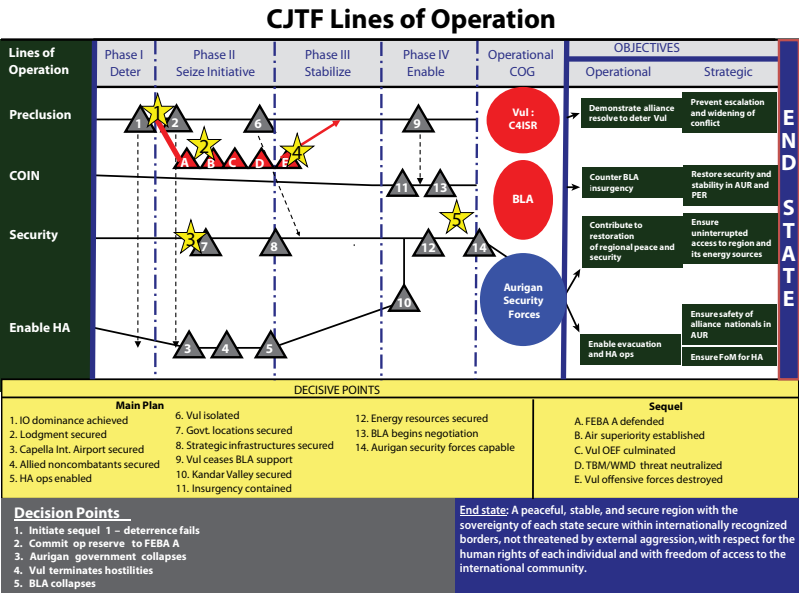 CJTF Lines of Operation
Lines of
Operation
Phase I
Deter
Phase II
Seize Initiative
Phase III
Stabilize
Phase IV
Enable
Operational
COG
OBJECTIVES
Operational
Strategic
END STATE
Preclusion
1
1
2
6
9
Vul :
C4ISR
Demonstrate alliance
resolve to deter Vul
Prevent escalation
and widening of
conflict
2
4
A
B
C
D
E
COIN
11
13
BLA
Counter BLA
insurgency
Restore security and
stability in AUR and
PER
5
Security
3
7
8
12
14
Contribute to
restoration
of regional peace and
security
Ensure
uninterrupted
access to region and
its energy sources
Aurigan
Security
Forces
10
Enable HA
3
4
5
Enable evacuation
and HA ops
Ensure safety of
alliance nationals in
AUR
Ensure FoM for HA
DECISIVE POINTS
Main Plan
1. IO dominance achieved
2. Lodgment secured
3. Capella Int. Airport secured
4. Allied noncombatants secured
5. HA ops enabled
6. Vul isolated
7. Govt. locations secured
8. Strategic infrastructures secured
9. Vul ceases BLA support
10. Kandar Valley secured
11. Insurgency contained
12. Energy resources secured
13. BLA begins negotiation
14. Aurigan security forces capable
Sequel
A. FEBA A defended
B. Air superiority established
C. Vul OEF culminated
D. TBM/WMD threat neutralized
E. Vul offensive forces destroyed
Decision Points
1. Initiate sequel 1 – deterrence fails
2. Commit op reserve to FEBA A
3. Aurigan government collapses
4. Vul terminates hostilities
5. BLA collapses
End state: A peaceful, stable, and secure region with the
sovereignty of each state secure within internationally recognized
borders, not threatened by external aggression, with respect for the
human rights of each individual and with freedom of access to the
international community.